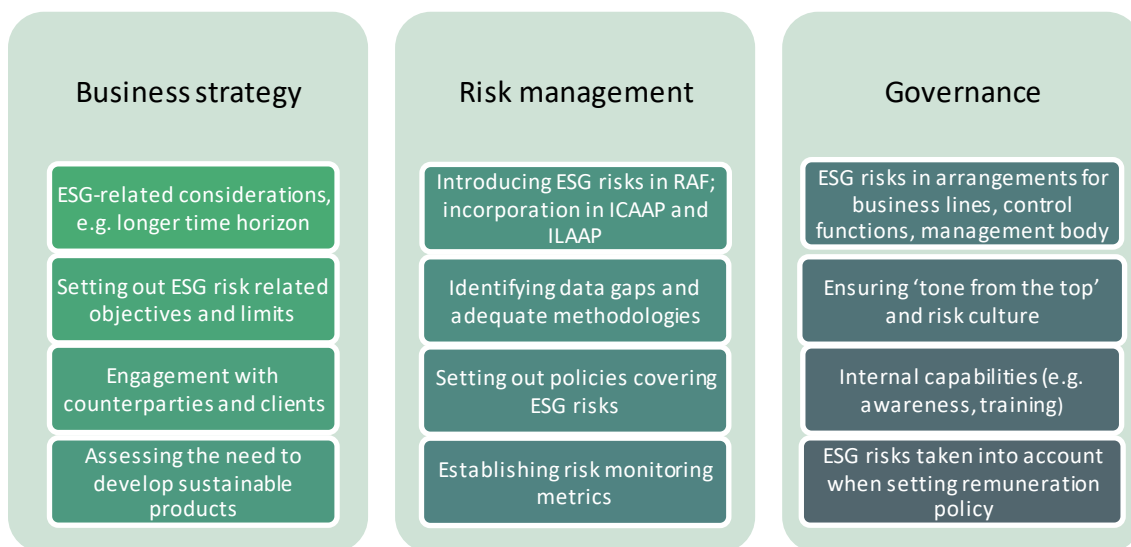 Business strategy
ESG-related considerations,
e.g. longer time horizon
Setting out ESG risk related
objectives and limits
Engagement with
counterparties and clients
Assessing the need to
develop sustainable
products
Risk management
Introducing ESG risks in RAF;
incorporation in ICAAP and
ILAAP
Identifying data gaps and
adequate methodologies
Setting out policies covering
ESG risks
Establishing risk monitoring
metrics
Governance
ESG risks in arrangements for
business lines, control
functions, management body
Ensuring ‘tone from the top’
and risk culture
Internal capabilities (e.g.
awareness, training)
ESG risks taken into account
when setting remuneration
policy